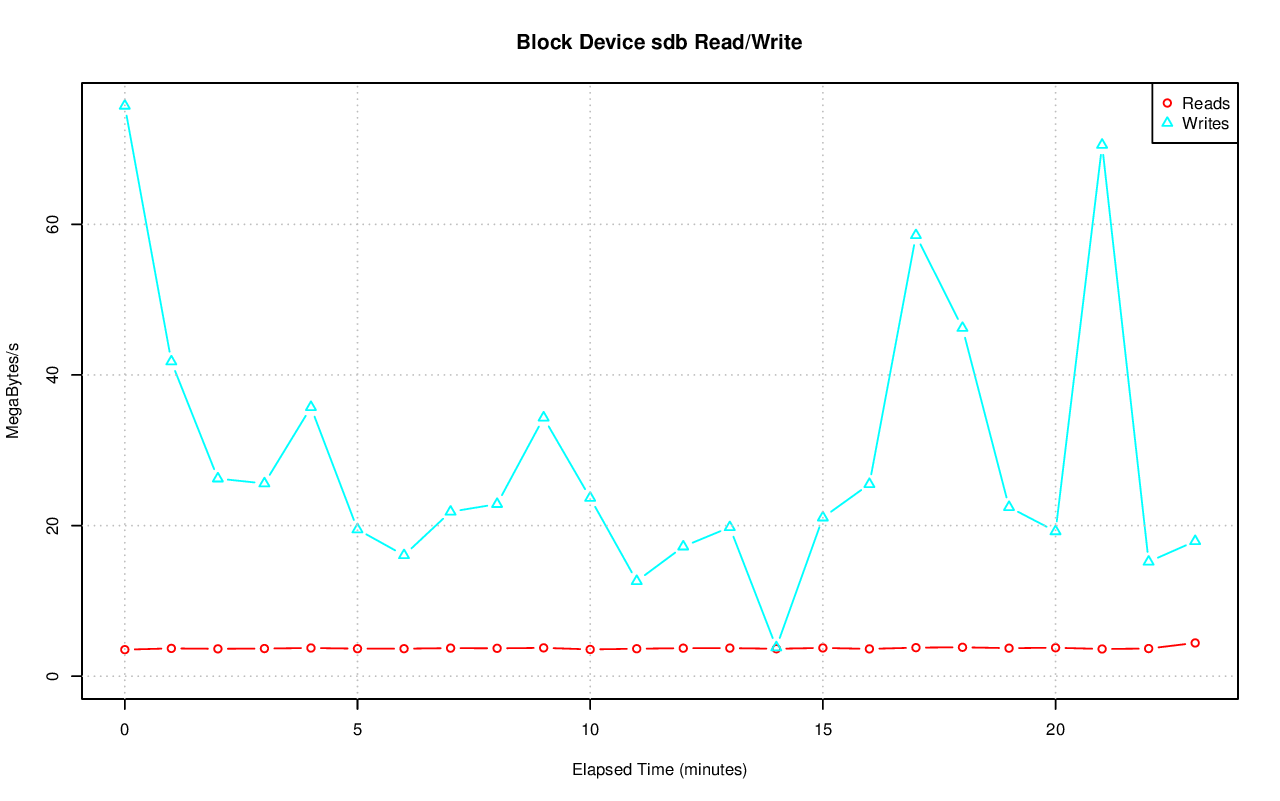 Block Device sdb Read/Write
Reads
Writes
MegaBytes/s
60
40
20
0
0 5 10 15 20
Elapsed Time (minutes)